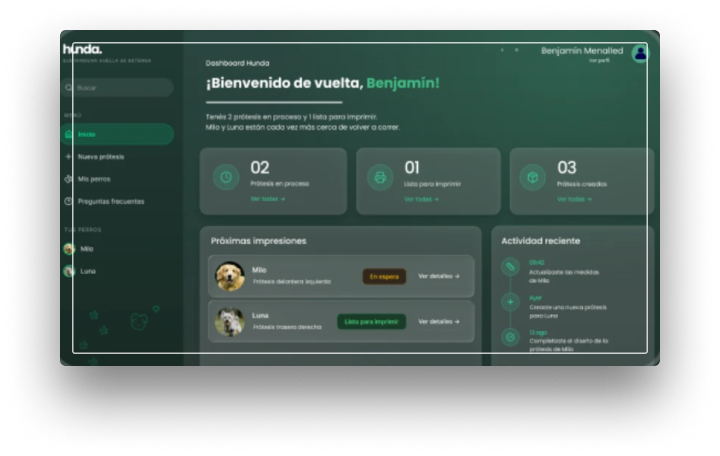 hunda.
Buscar
MENÚ
Inicio
Nueva prótesis
Mis perros
Preguntas frecuentes
TUS PERROS
Milo
Luna
Dashboard Hunda
Benjamín Menalled
Ver perfil
¡Bienvenido de vuelta, Benjamín!
Tenés 2 prótesis en proceso y 1 lista para imprimir.
Milo y Luna están cada vez más cerca de volver a correr.
02
Prótesis en proceso
Ver todas →
01
Lista para imprimir
Ver todas →
03
Prótesis creadas
Ver todas →
Próximas impresiones
Milo
Prótesis delantera izquierda
En espera
Ver detalles →
Luna
Prótesis trasera derecha
Lista para imprimir
Ver detalles →
Actividad reciente
09:42
Actualizaste las medidas
de Milo
Ayer
Creaste una nueva prótesis
para Luna
Completaste el diseño de la
prótesis de Milo